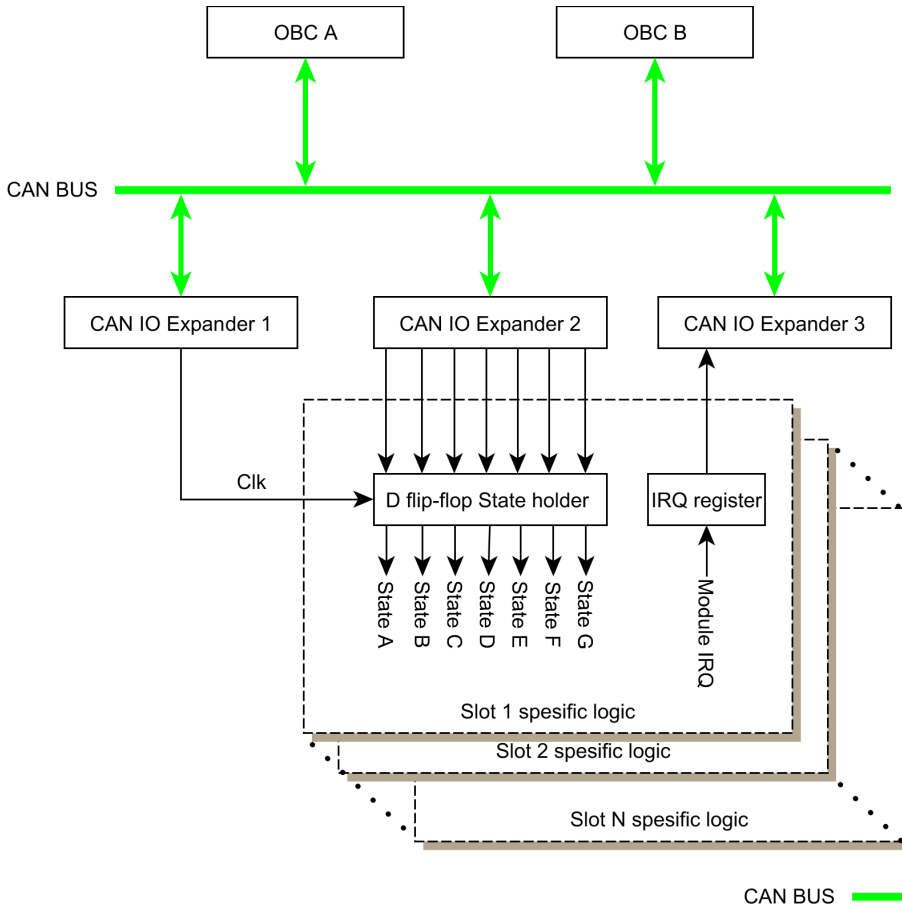 OBC A
OBC B
CAN BUS
CAN IO Expander 1
CAN IO Expander 2
CAN IO Expander 3
Clk
D flip-flop State holder
IRQ register
State A
State B
State C
State D
State E
State F
State G
Module IRQ
Slot 1 spesific logic
Slot 2 spesific logic
Slot N spesific logic
CAN BUS